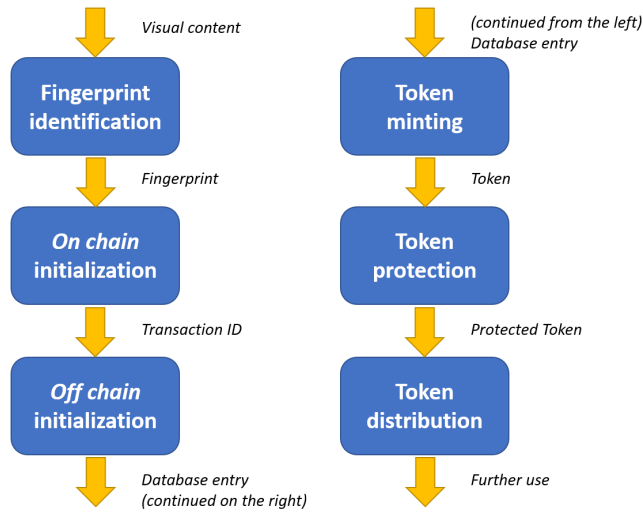 Visual content
Fingerprint
identification
Fingerprint
On chain
initialization
Transaction ID
Off chain
initialization
Database entry
(continued on the right)
(continued from the left)
Database entry
Token
minting
Token
Token
protection
Protected Token
Token
distribution
Further use